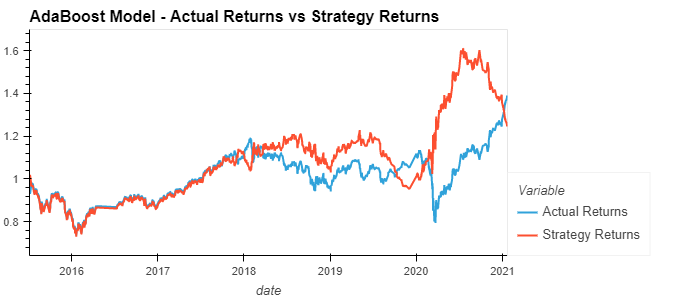 AdaBoost Model - Actual Returns vs Strategy Returns
1.6
1.4
1.2
1
0.8
2016
2017
2018
2019
2020
2021
date
Variable
Actual Returns
Strategy Returns